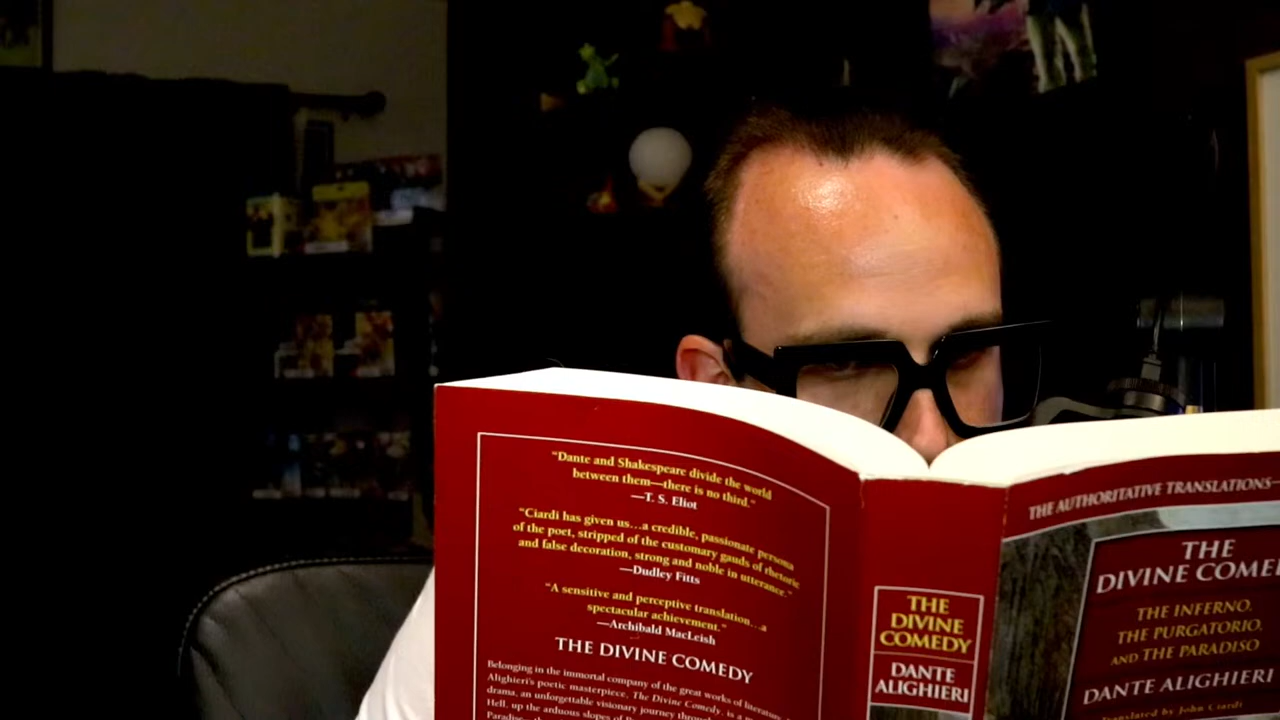 “Dante and Shakespeare divide the world
between them—there is no third.”
—T. S. Eliot
“Ciardi has given us...a credible, passionate persona
of the poet, stripped of the customary gauds of rhetoric
and false decoration, strong and noble in utterance.”
—Dudley Fitts
“A sensitive and perceptive translation...a
spectacular achievement.”
—Archibald MacLeish
THE DIVINE COMEDY
Belonging in the immortal company of the great works of literature,
Alighieri's poetic masterpiece, The Divine Comedy, is a
drama, an unforgettable visionary journey through
Hell, up the arduous slopes of
THE
DIVINE
COMEDY
DANTE
ALIGHIERI
THE AUTHORITATIVE TRANSLATIONS—
THE
DIVINE COME
THE INFERNO,
THE PURGATORIO,
AND THE PARADISO
DANTE ALIGHIERI
Translated by John Ciardi